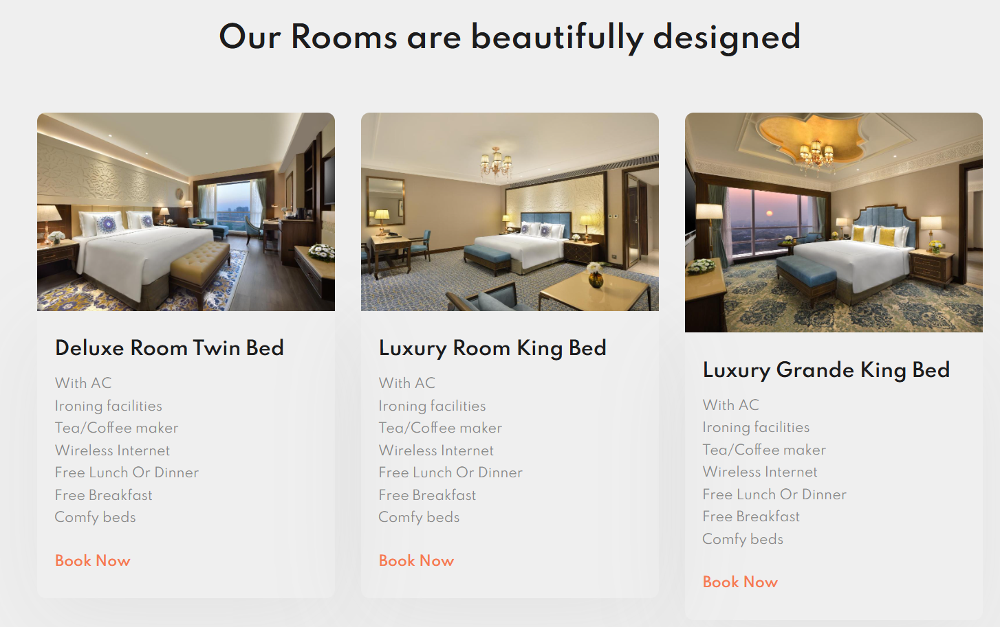 Our Rooms are beautifully designed
Deluxe Room Twin Bed
With AC
Ironing facilities
Tea/Coffee maker
Wireless Internet
Free Lunch Or Dinner
Free Breakfast
Comfy beds
Book Now
Luxury Room King Bed
With AC
Ironing facilities
Tea/Coffee maker
Wireless Internet
Free Lunch Or Dinner
Free Breakfast
Comfy beds
Book Now
Luxury Grande King Bed
With AC
Ironing facilities
Tea/Coffee maker
Wireless Internet
Free Lunch Or Dinner
Free Breakfast
Comfy beds
Book Now